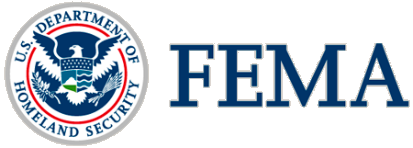 U.S. DEPARTMENT OF
HOMELAND SECURITY
FEMA